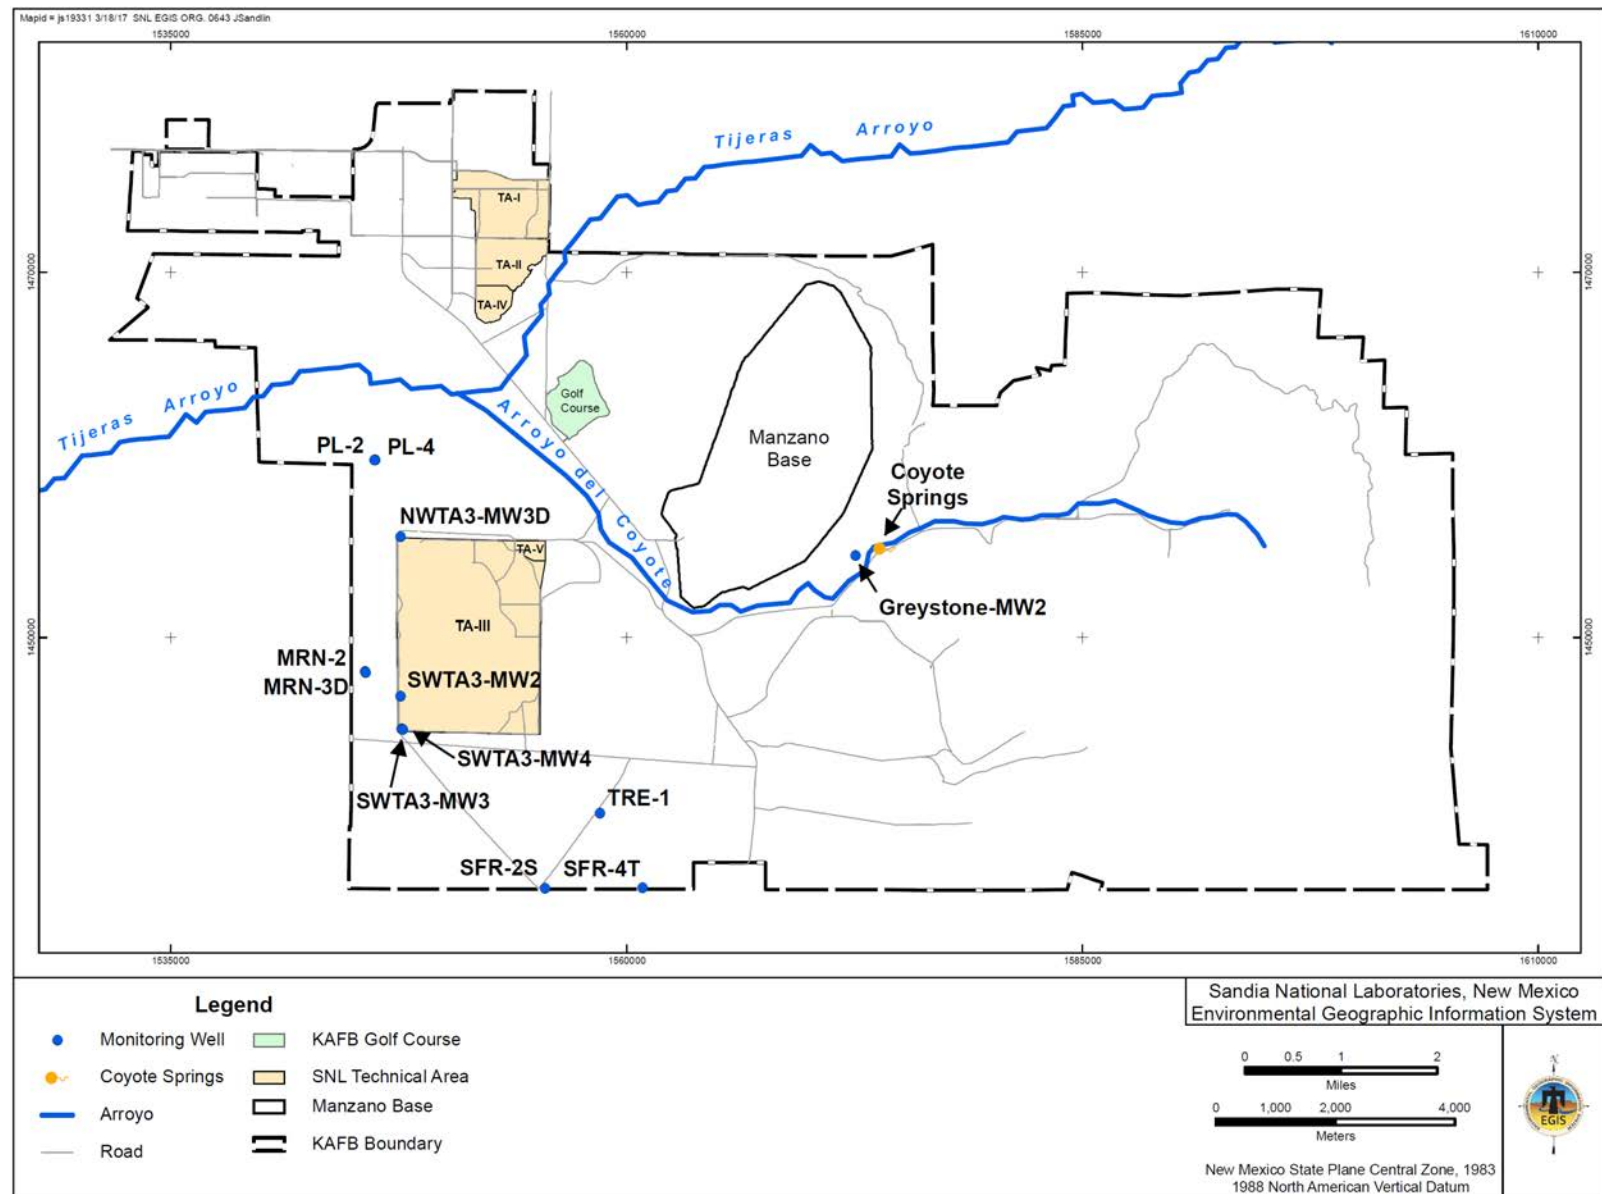 Mapid = js19331 3/18/17 SNL EGIS ORG. 0643 JSandlin
1535000
1560000
1585000
1610000
Tijeras Arroyo
TA-I
TA-II
TA-IV
1470000
1470000
Golf
Course
Tijeras Arroyo
Arroyo del Coyote
Manzano
Base
PL-2 PL-4
Coyote
Springs
NWTA3-MW3D
TA-V
Greystone-MW2
TA-III
1450000
1450000
MRN-2
MRN-3D
SWTA3-MW2
SWTA3-MW4
SWTA3-MW3
TRE-1
SFR-2S SFR-4T
1535000
1560000
1585000
1610000
Legend
Monitoring Well
KAFB Golf Course
Coyote Springs
SNL Technical Area
Arroyo
Manzano Base
Road
KAFB Boundary
Sandia National Laboratories, New Mexico
Environmental Geographic Information System
0 0.5 1 2
Miles
0 1,000 2,000 4,000
Meters
New Mexico State Plane Central Zone, 1983
1988 North American Vertical Datum
N
EGIS